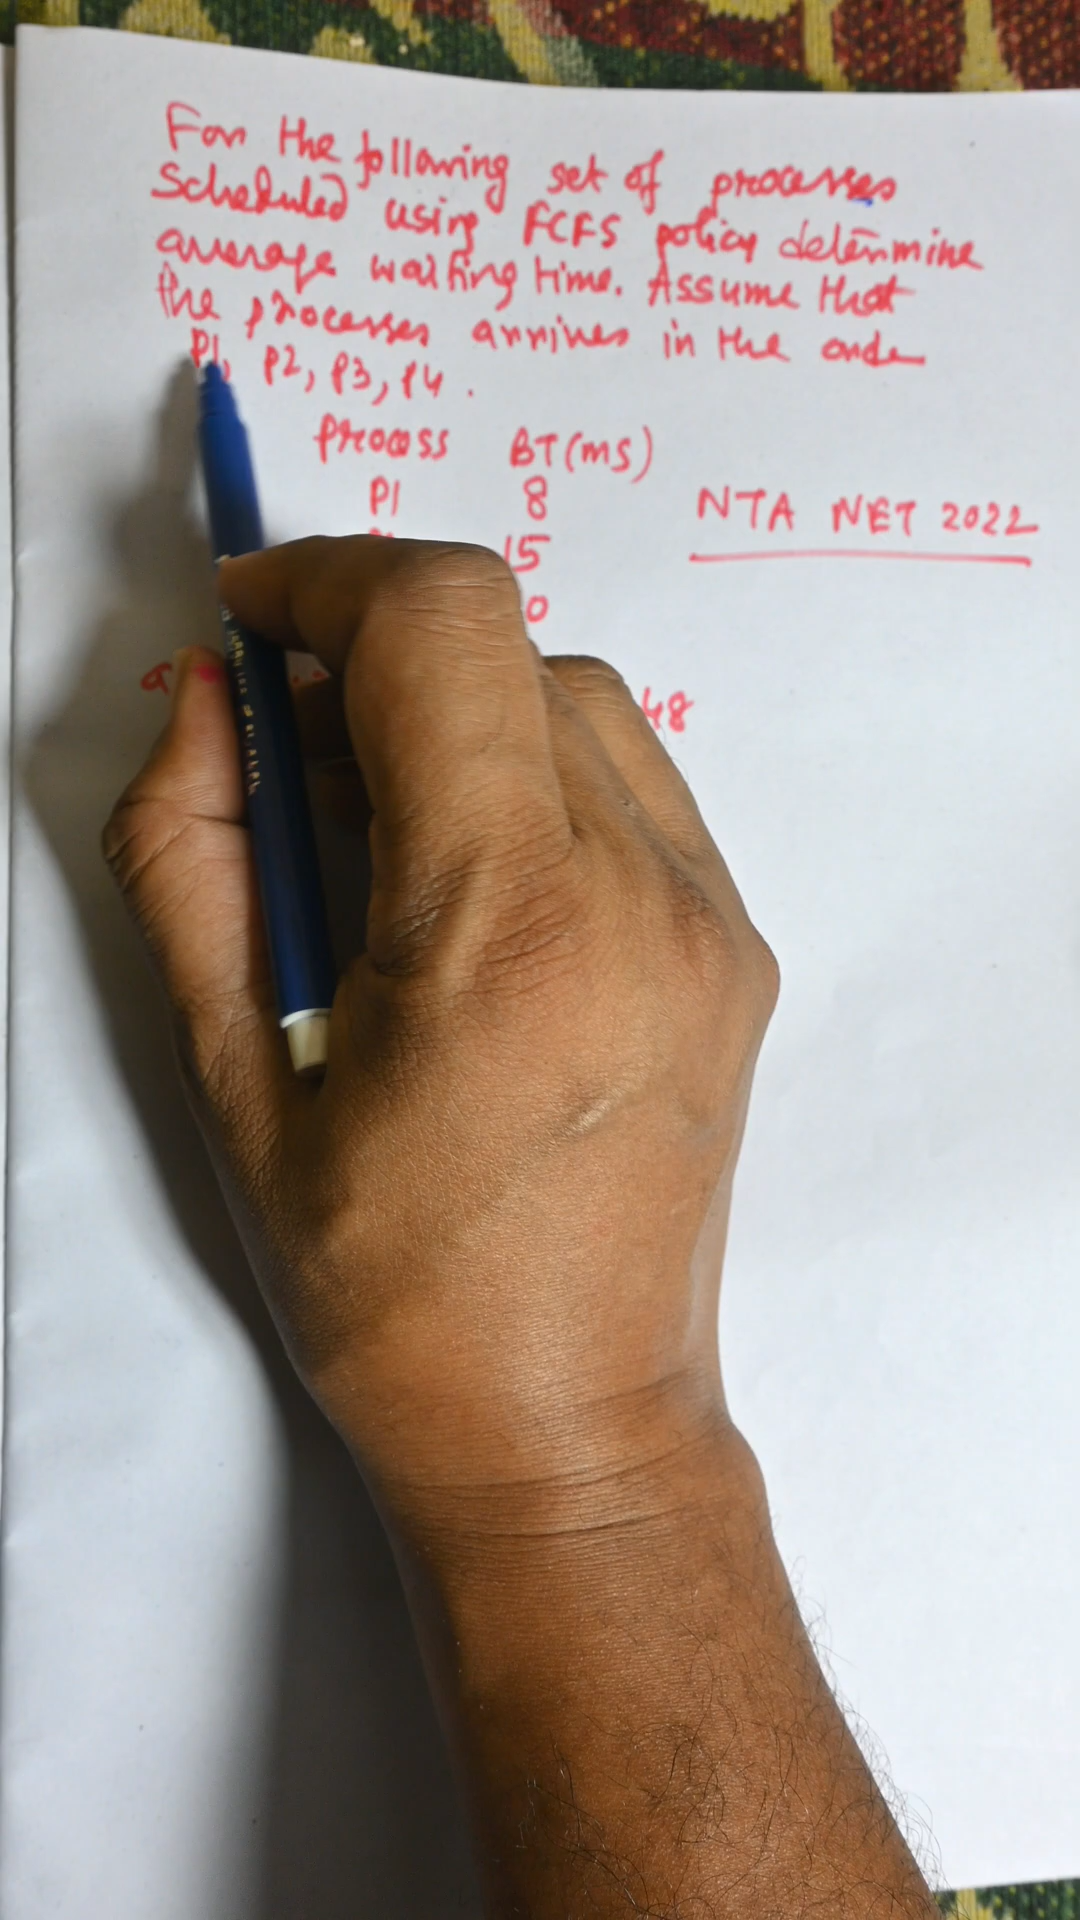 For the following set of processes
Scheduled using FCFS policy determine
average waiting time. Assume that
the processes arrives in the orde
P1, P2, P3, P4.
Process BT(ms)
P1 8
15
0
NTA NET 2022
48